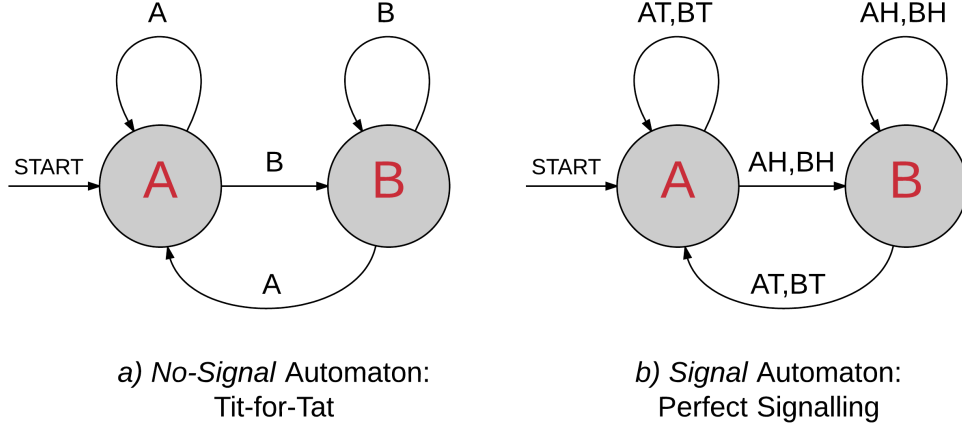 A
B
START
A
B
B
A
a) No-Signal Automaton:
Tit-for-Tat
AT,BT
AH,BH
START
A
AH,BH
B
AT,BT
b) Signal Automaton:
Perfect Signalling